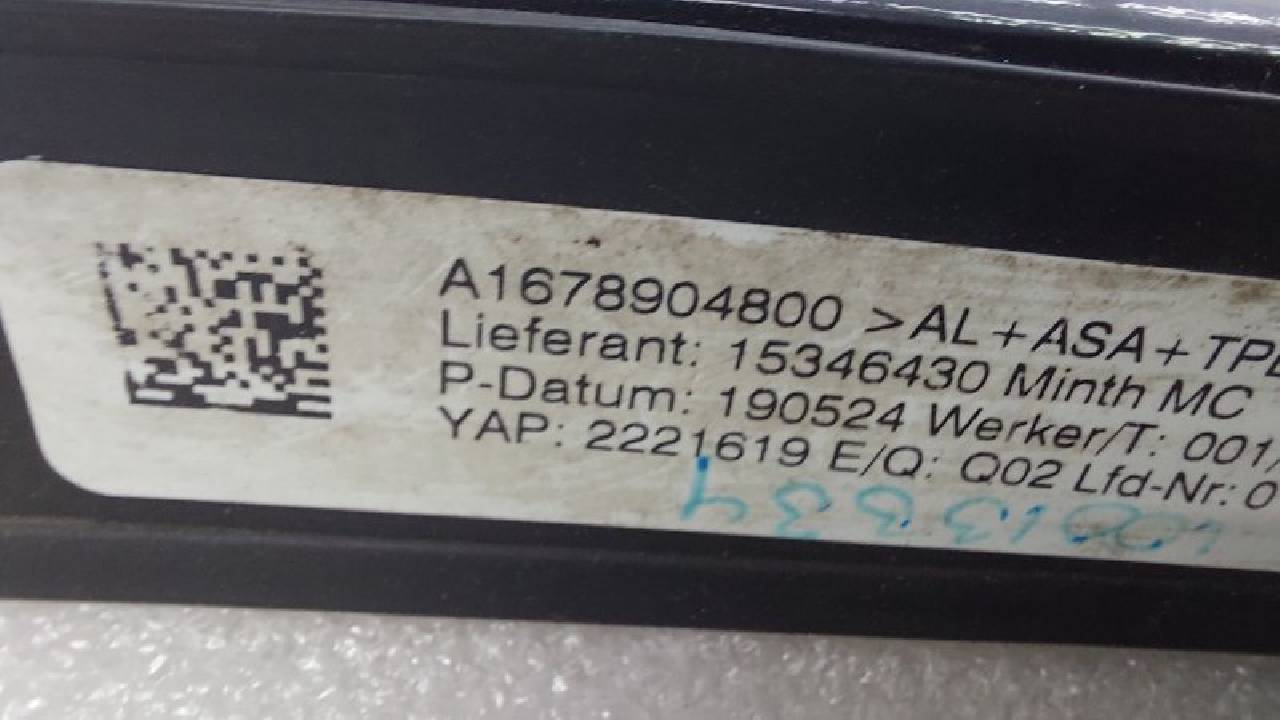 A1678904800 >AL+ASA+TP
Lieferant: 15346430 Minth MC
P-Datum: 190524 Werker/T: 001/
YAP: 2221619 E/Q: Q02 Lfd-Nr: 0